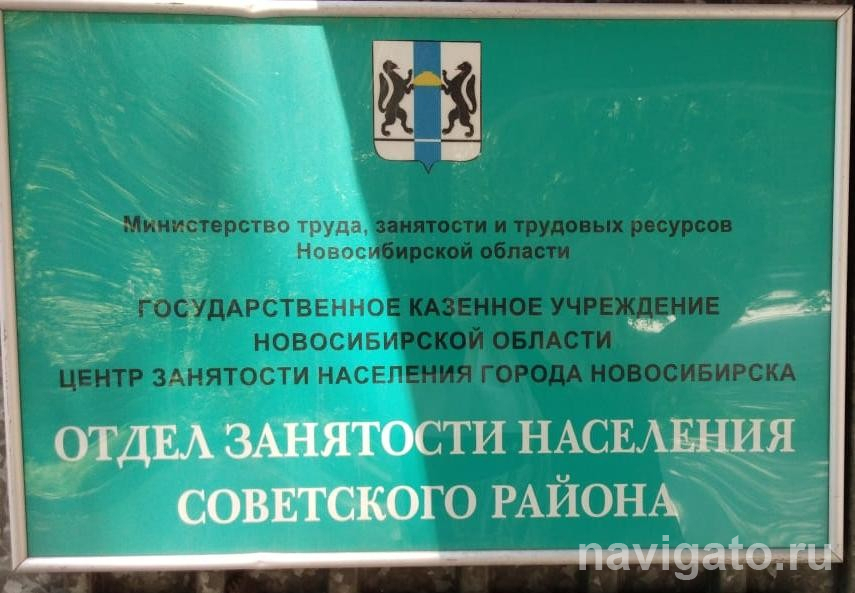 Министерство труда, занятости и трудовых ресурсов
Новосибирской области
ГОСУДАРСТВЕННОЕ КАЗЕННОЕ УЧРЕЖДЕНИЕ
НОВОСИБИРСКОЙ ОБЛАСТИ
ЦЕНТР ЗАНЯТОСТИ НАСЕЛЕНИЯ ГОРОДА НОВОСИБИРСКА
ОТДЕЛ ЗАНЯТОСТИ НАСЕЛЕНИЯ
СОВЕТСКОГО РАЙОНА
navigato.ru